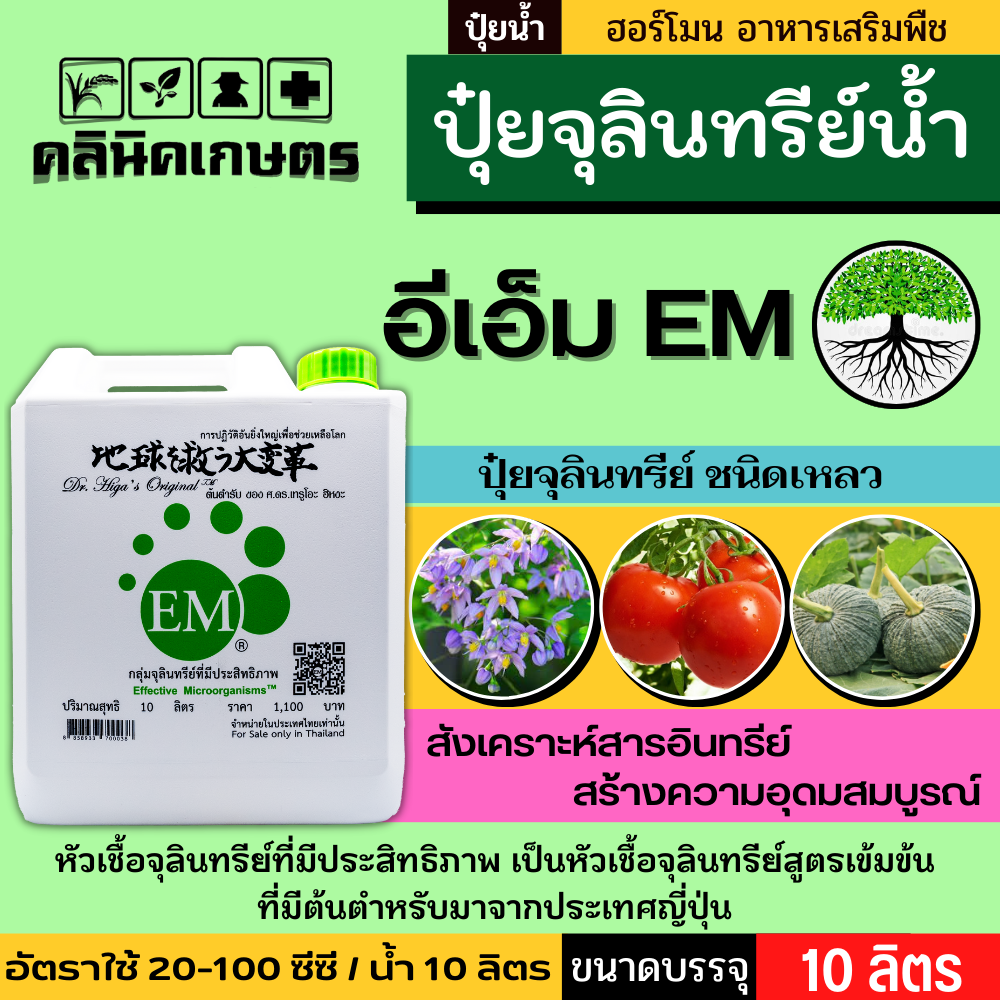 ปุ๋ยน้ำ ฮอร์โมน อาหารเสริมพืช
คลินิคเกษตร
ปุ๋ยจุลินทรีย์น้ำ
อีเอ็ม EM
การปฏิวัติอันยิ่งใหญ่เพื่อช่วยเหลือโลก
地球を救う大変革
Dr. Higa's Original™
ต้นตำรับ ของ ศ.ดร.เทรูโอะ ฮิหงะ
EM®
กลุ่มจุลินทรีย์ที่มีประสิทธิภาพ
Effective Microorganisms™
ปริมาณสุทธิ 10 ลิตร ราคา 1,100 บาท
จำหน่ายในประเทศไทยเท่านั้น
For Sale only in Thailand
8 858933 700038
ปุ๋ยจุลินทรีย์ ชนิดเหลว
สังเคราะห์สารอินทรีย์
สร้างความอุดมสมบูรณ์
หัวเชื้อจุลินทรีย์ที่มีประสิทธิภาพ เป็นหัวเชื้อจุลินทรีย์สูตรเข้มข้น
ที่มีต้นตำหรับมาจากประเทศญี่ปุ่น
อัตราใช้ 20-100 ซีซี / น้ำ 10 ลิตร
ขนาดบรรจุ 10 ลิตร